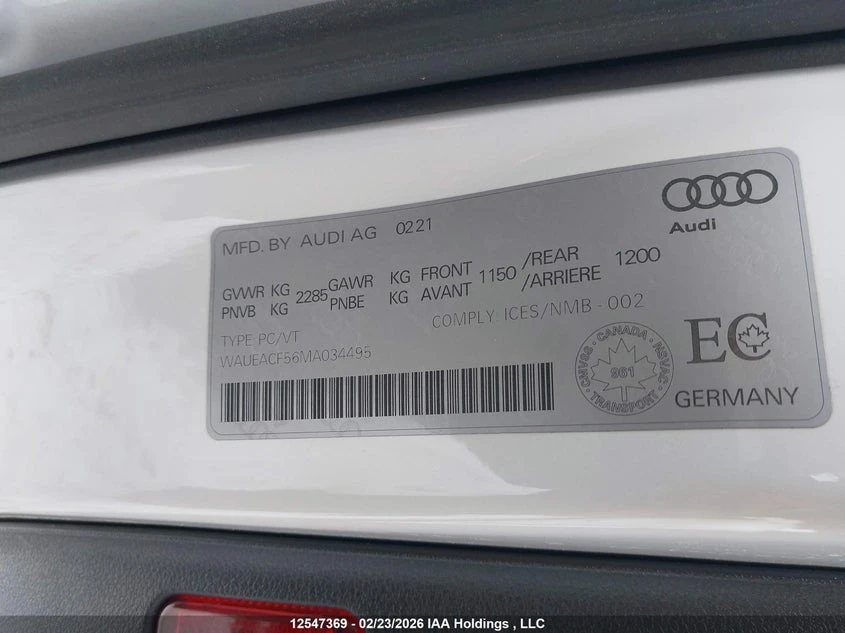 MFD. BY AUDI AG 0221
Audi
GVWR KG 2285 GAWR KG FRONT 1150 /REAR 1200
PNVB KG PNBE KG AVANT /ARRIERE
COMPLY: ICES/NMB - 002
TYPE: PC/VT
WAUEACF56MA034495
CMVSS · CANADA · NSVAC · TRANSPORT
961
EC
GERMANY
12547369 - 02/23/2026 IAA Holdings , LLC